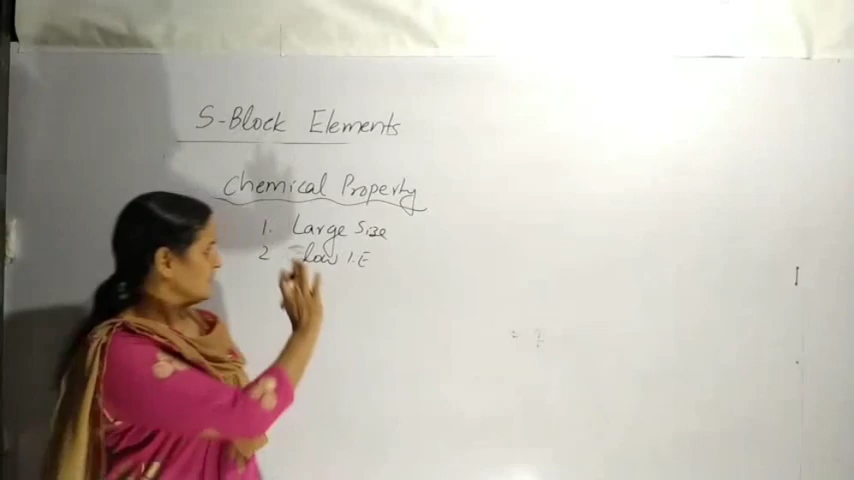 S-Block Elements
Chemical Property
1. Large Size
2 low I.E
= ?